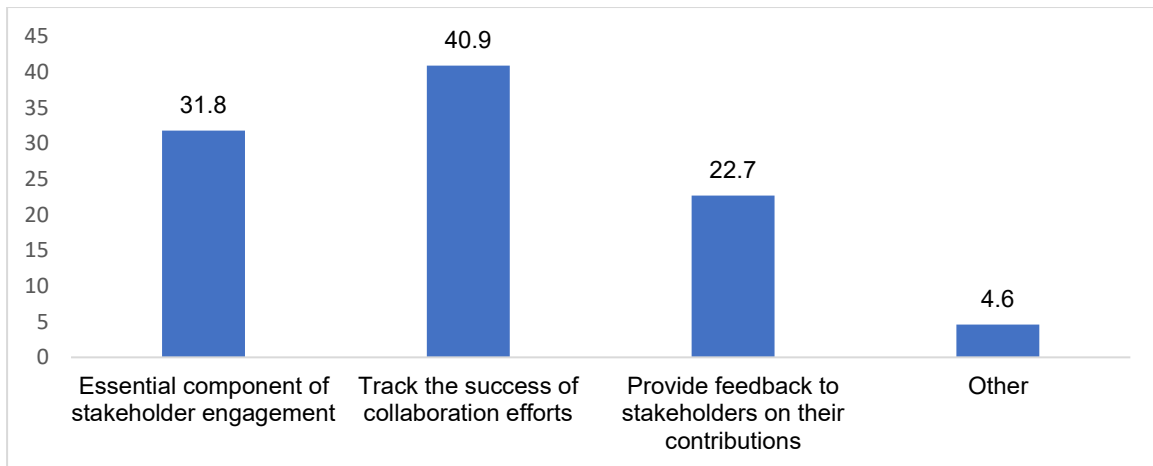 45
40
35
30
25
20
15
10
5
0
31.8
40.9
22.7
4.6
Essential component of
stakeholder engagement
Track the success of
collaboration efforts
Provide feedback to
stakeholders on their
contributions
Other